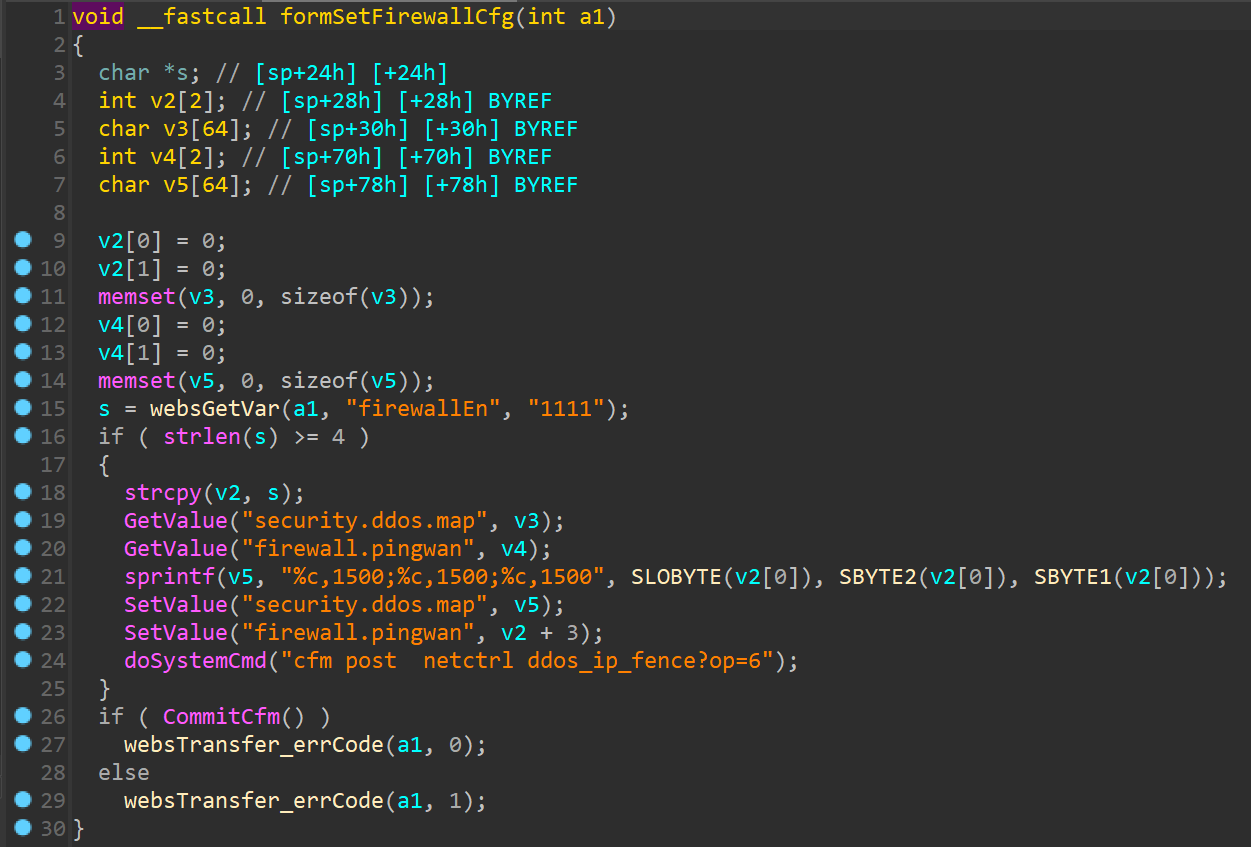 1 void __fastcall formSetFirewallCfg(int a1)
2 {
3   char *s; // [sp+24h] [+24h]
4   int v2[2]; // [sp+28h] [+28h] BYREF
5   char v3[64]; // [sp+30h] [+30h] BYREF
6   int v4[2]; // [sp+70h] [+70h] BYREF
7   char v5[64]; // [sp+78h] [+78h] BYREF
8
9   v2[0] = 0;
10   v2[1] = 0;
11   memset(v3, 0, sizeof(v3));
12   v4[0] = 0;
13   v4[1] = 0;
14   memset(v5, 0, sizeof(v5));
15   s = websGetVar(a1, "firewallEn", "1111");
16   if ( strlen(s) >= 4 )
17   {
18     strcpy(v2, s);
19     GetValue("security.ddos.map", v3);
20     GetValue("firewall.pingwan", v4);
21     sprintf(v5, "%c,1500;%c,1500;%c,1500", SLOBYTE(v2[0]), SBYTE2(v2[0]), SBYTE1(v2[0]));
22     SetValue("security.ddos.map", v5);
23     SetValue("firewall.pingwan", v2 + 3);
24     doSystemCmd("cfm post  netctrl ddos_ip_fence?op=6");
25   }
26   if ( CommitCfm() )
27     websTransfer_errCode(a1, 0);
28   else
29     websTransfer_errCode(a1, 1);
30 }